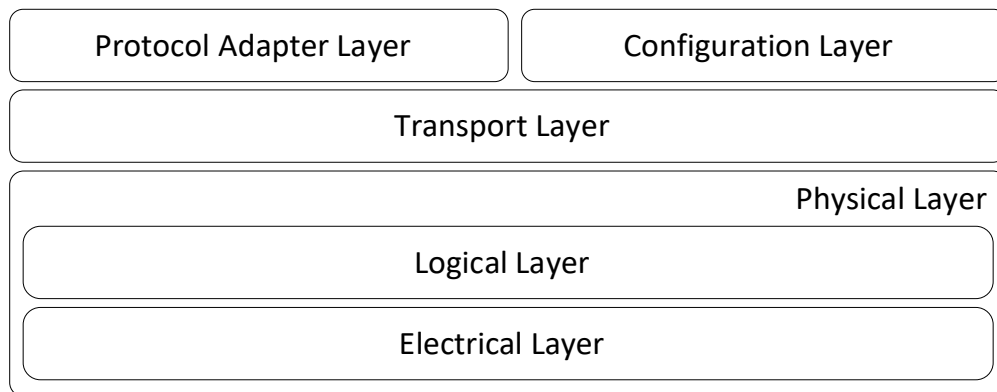 Protocol Adapter Layer
Configuration Layer
Transport Layer
Physical Layer
Logical Layer
Electrical Layer